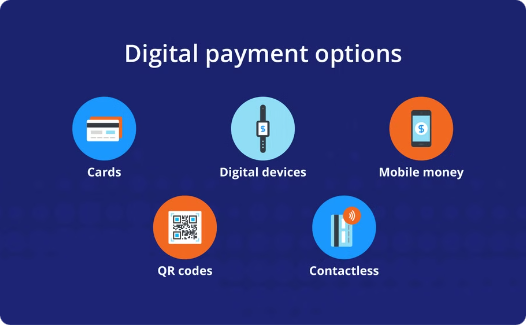 Digital payment options
Cards
Digital devices
Mobile money
QR codes
Contactless